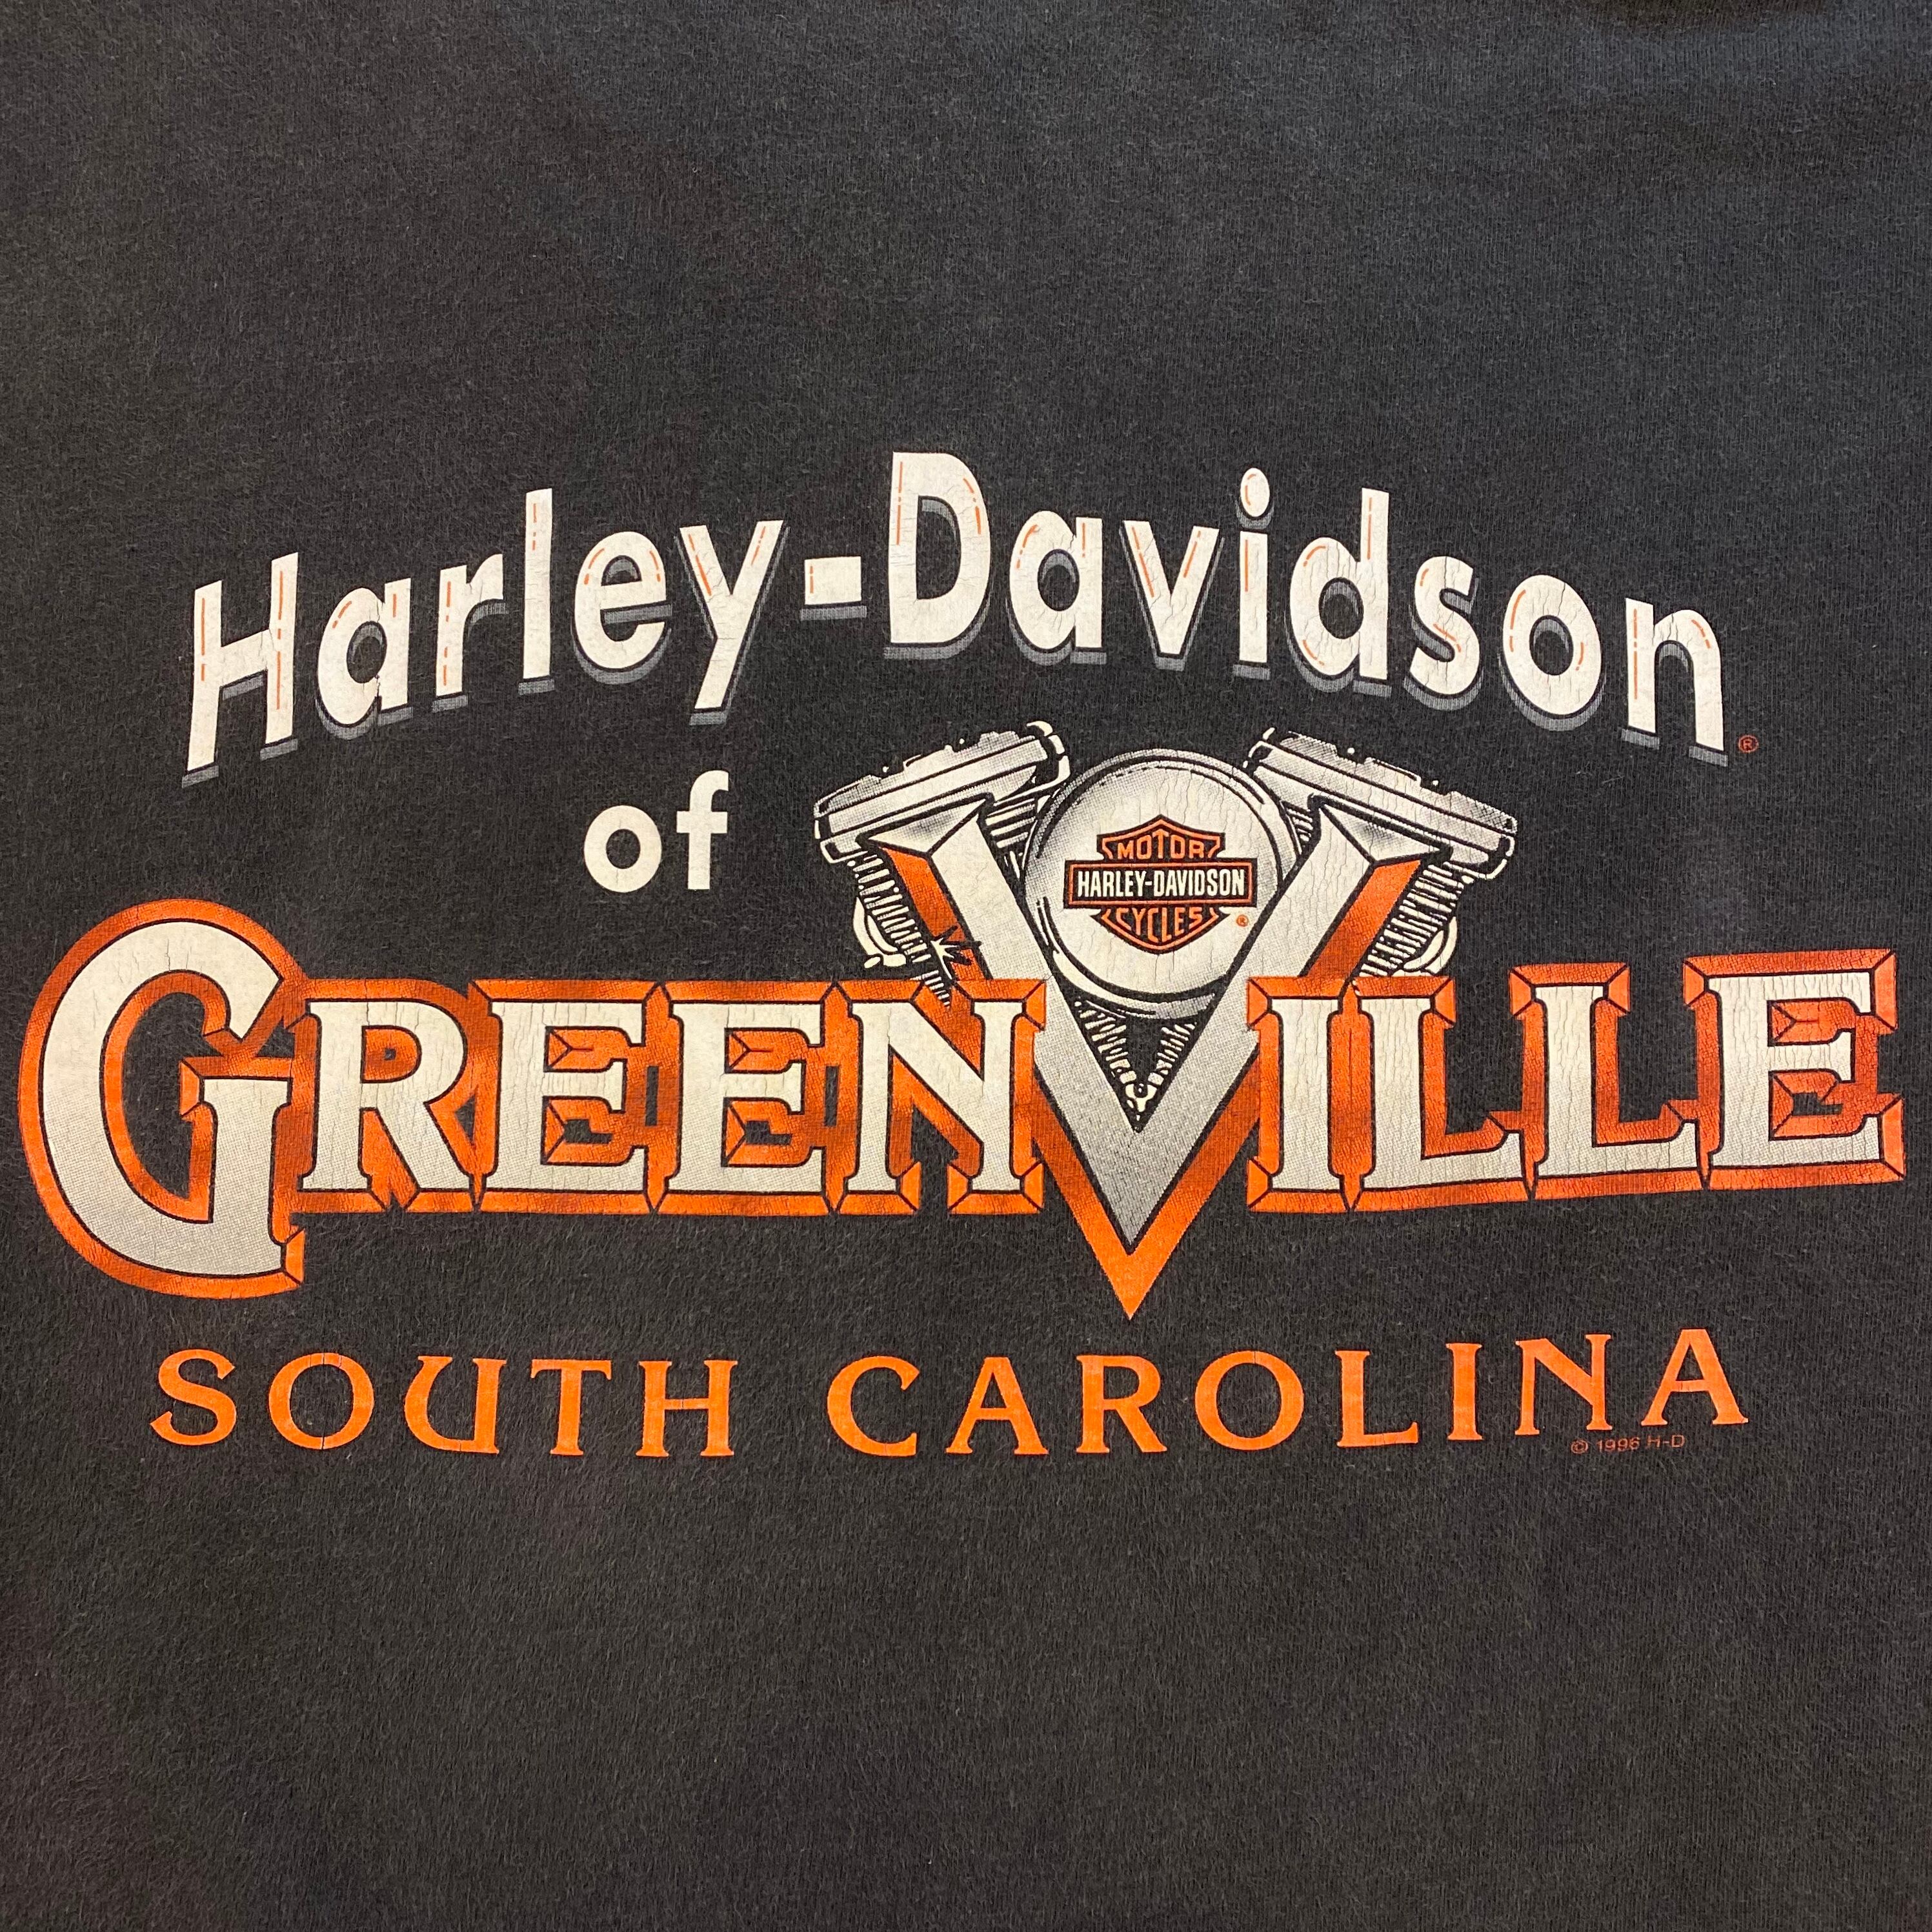 Harley-Davidson ®
of
MOTOR
HARLEY-DAVIDSON
CYCLES ®
GREENVILLE
SOUTH CAROLINA
© 1996 H-D